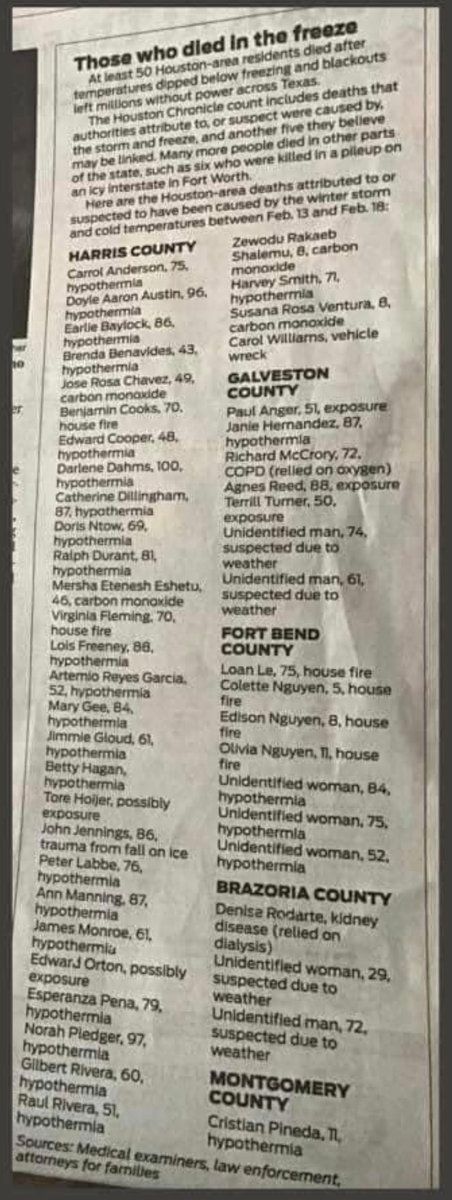 Those who died in the freeze
At least 50 Houston-area residents died after
temperatures dipped below freezing and blackouts
left millions without power across Texas.
The Houston Chronicle count includes deaths that
authorities attribute to, or suspect were caused by,
the storm and freeze, and another five they believe
may be linked. Many more people died in other parts
of the state, such as six who were killed in a pileup on
an icy interstate in Fort Worth.
Here are the Houston-area deaths attributed to or
suspected to have been caused by the winter storm
and cold temperatures between Feb. 13 and Feb. 18:
HARRIS COUNTY
Carrol Anderson, 75,
hypothermia
Doyle Aaron Austin, 96,
hypothermia
Earlie Baylock, 86,
hypothermia
Brenda Benavides, 43,
hypothermia
Jose Rosa Chavez, 49,
carbon monoxide
Benjamin Cooks, 70,
house fire
Edward Cooper, 48,
hypothermia
Darlene Dahms, 100,
hypothermia
Catherine Dillingham,
87, hypothermia
Doris Ntow, 69,
hypothermia
Ralph Durant, 81,
hypothermia
Mersha Etenesh Eshetu,
46, carbon monoxide
Virginia Fleming, 70,
house fire
Lois Freeney, 88,
hypothermia
Artemio Reyes Garcia,
52, hypothermia
Mary Gee, 84,
hypothermia
Jimmie Gloud, 61,
hypothermia
Betty Hagan,
hypothermia
Tore Hoijer, possibly
exposure
John Jennings, 86,
trauma from fall on ice
Peter Labbe, 76,
hypothermia
Ann Manning, 87,
hypothermia
James Monroe, 61,
hypothermia
Edward Orton, possibly
exposure
Esperanza Pena, 79,
hypothermia
Norah Pledger, 97,
hypothermia
Gilbert Rivera, 60,
hypothermia
Raul Rivera, 51,
hypothermia
Zewodu Rakaeb
Shalemu, 8, carbon
monoxide
Harvey Smith, 71,
hypothermia
Susana Rosa Ventura, 8,
carbon monoxide
Carol Williams, vehicle
wreck
GALVESTON
COUNTY
Paul Anger, 51, exposure
Janie Hernandez, 87,
hypothermia
Richard McCrory, 72,
COPD (relied on oxygen)
Agnes Reed, 88, exposure
Terrill Turner, 50,
exposure
Unidentified man, 74,
suspected due to
weather
Unidentified man, 61,
suspected due to
weather
FORT BEND
COUNTY
Loan Le, 75, house fire
Colette Nguyen, 5, house
fire
Edison Nguyen, 8, house
fire
Olivia Nguyen, 11, house
fire
Unidentified woman, 84,
hypothermia
Unidentified woman, 75,
hypothermia
Unidentified woman, 52,
hypothermia
BRAZORIA COUNTY
Denise Rodarte, kidney
disease (relied on
dialysis)
Unidentified woman, 29,
suspected due to
weather
Unidentified man, 72,
suspected due to
weather
MONTGOMERY
COUNTY
Cristian Pineda, 11,
hypothermia
Sources: Medical examiners, law enforcement,
attorneys for families